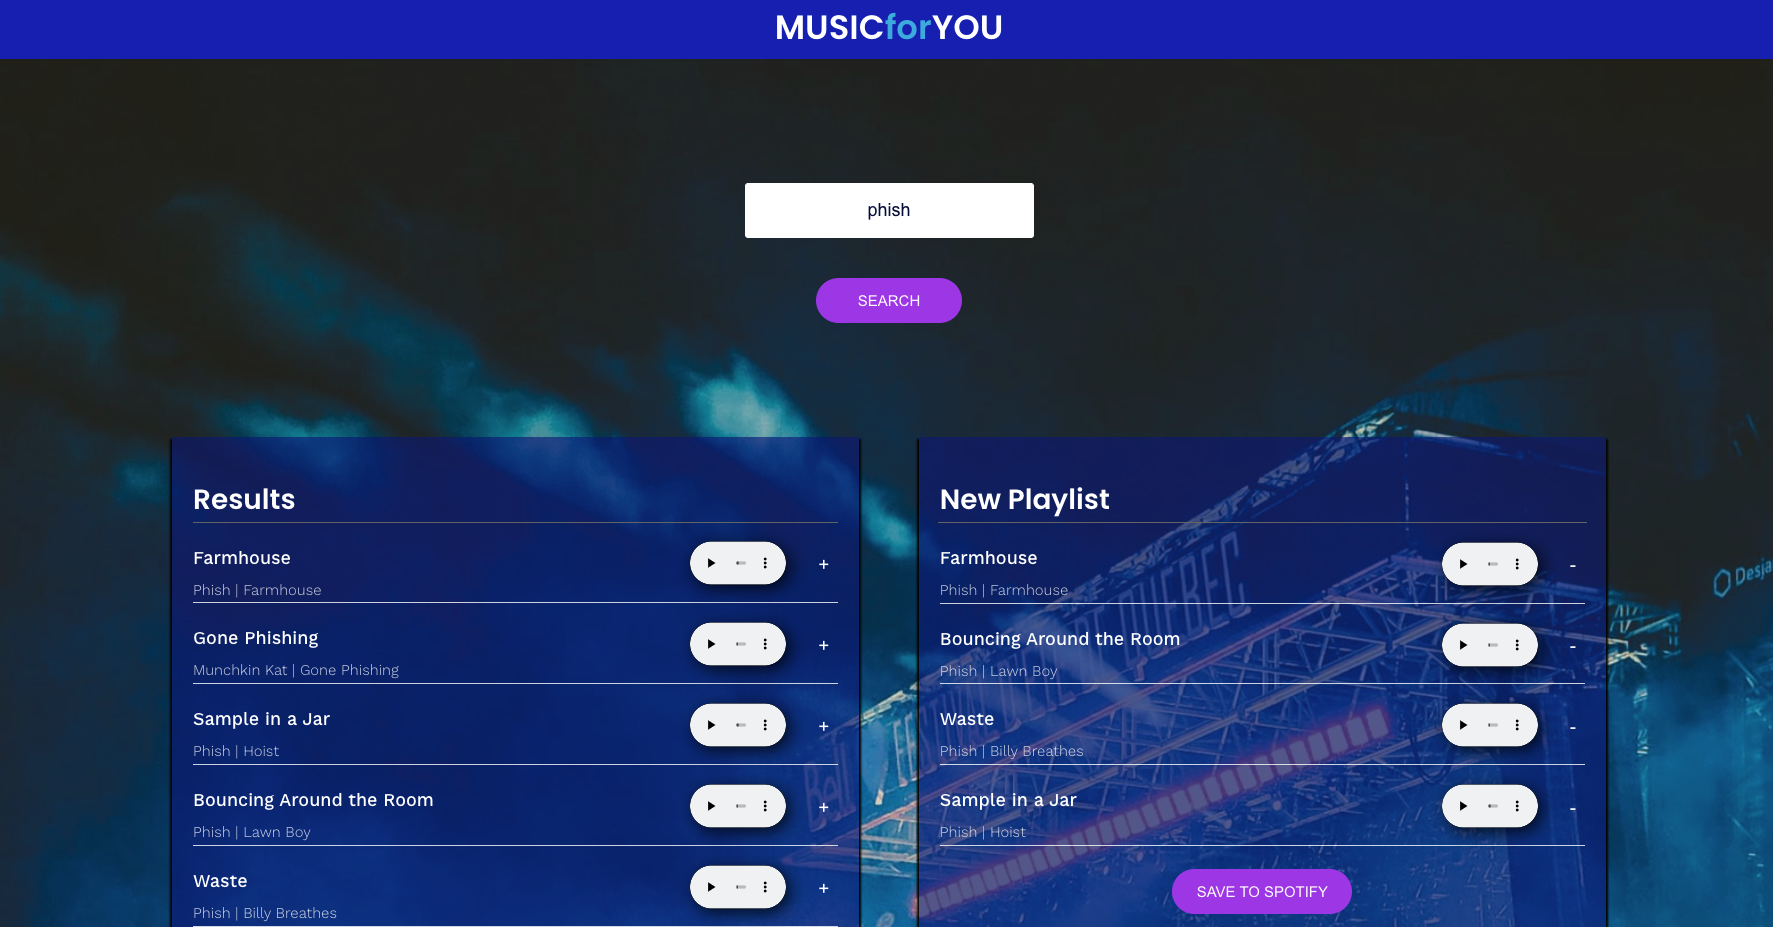 MUSICforYOU
phish
SEARCH
Results
Farmhouse
Phish | Farmhouse
+
Gone Phishing
Munchkin Kat | Gone Phishing
+
Sample in a Jar
Phish | Hoist
+
Bouncing Around the Room
Phish | Lawn Boy
+
Waste
Phish | Billy Breathes
+
New Playlist
Farmhouse
Phish | Farmhouse
-
Bouncing Around the Room
Phish | Lawn Boy
-
Waste
Phish | Billy Breathes
-
Sample in a Jar
Phish | Hoist
-
SAVE TO SPOTIFY